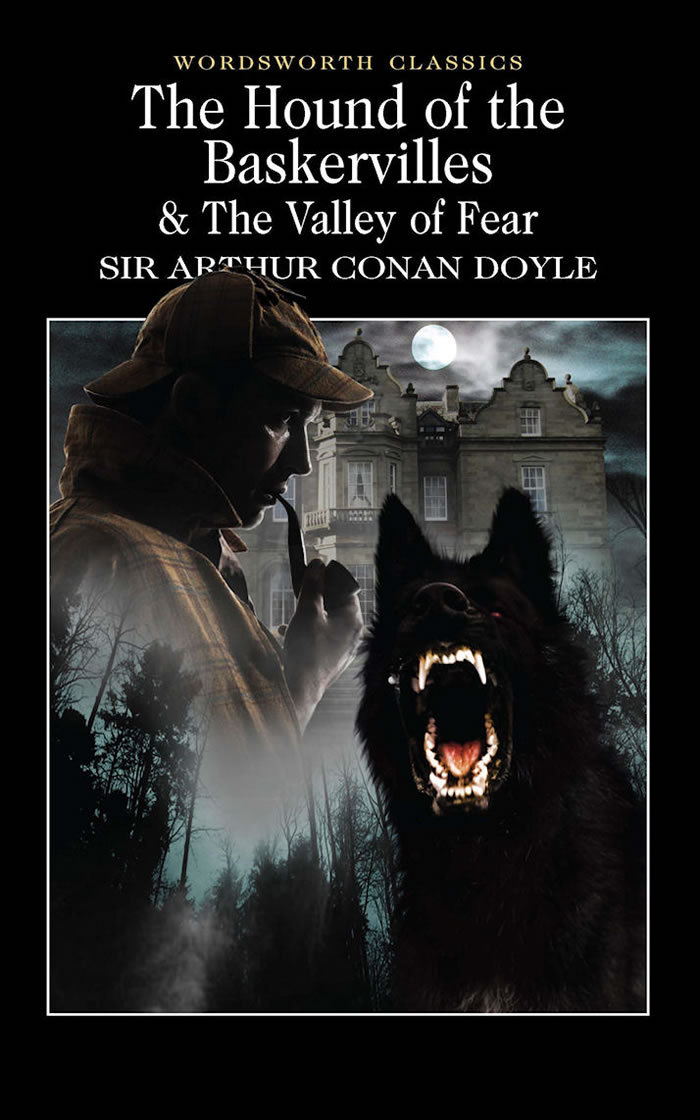 WORDSWORTH CLASSICS
The Hound of the
Baskervilles
& The Valley of Fear
SIR ARTHUR CONAN DOYLE